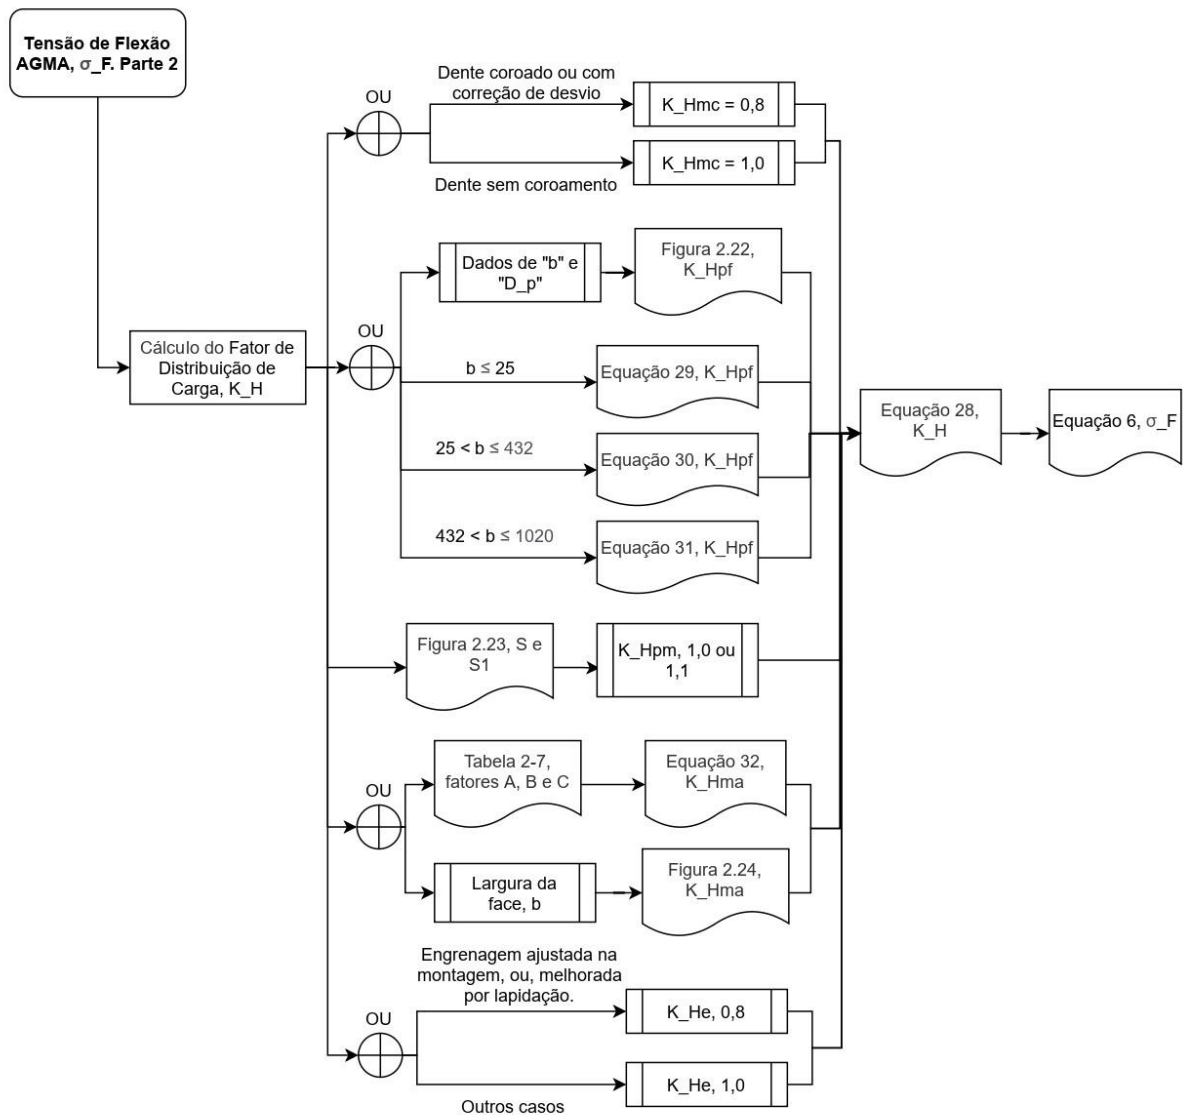 Tensão de Flexão
AGMA, σ_F. Parte 2
OU
Dente coroado ou com
correção de desvio
K_Hmc = 0,8
K_Hmc = 1,0
Dente sem coroamento
Dados de "b" e
"D_p"
Figura 2.22,
K_Hpf
OU
Cálculo do Fator de
Distribuição de
Carga, K_H
b ≤ 25
Equação 29, K_Hpf
25 < b ≤ 432
Equação 30, K_Hpf
432 < b ≤ 1020
Equação 31, K_Hpf
Equação 28,
K_H
Equação 6, σ_F
Figura 2.23, S e
S1
K_Hpm, 1,0 ou
1,1
OU
Tabela 2-7,
fatores A, B e C
Equação 32,
K_Hma
Largura da
face, b
Figura 2.24,
K_Hma
OU
Engrenagem ajustada na
montagem, ou, melhorada
por lapidação.
K_He, 0,8
K_He, 1,0
Outros casos